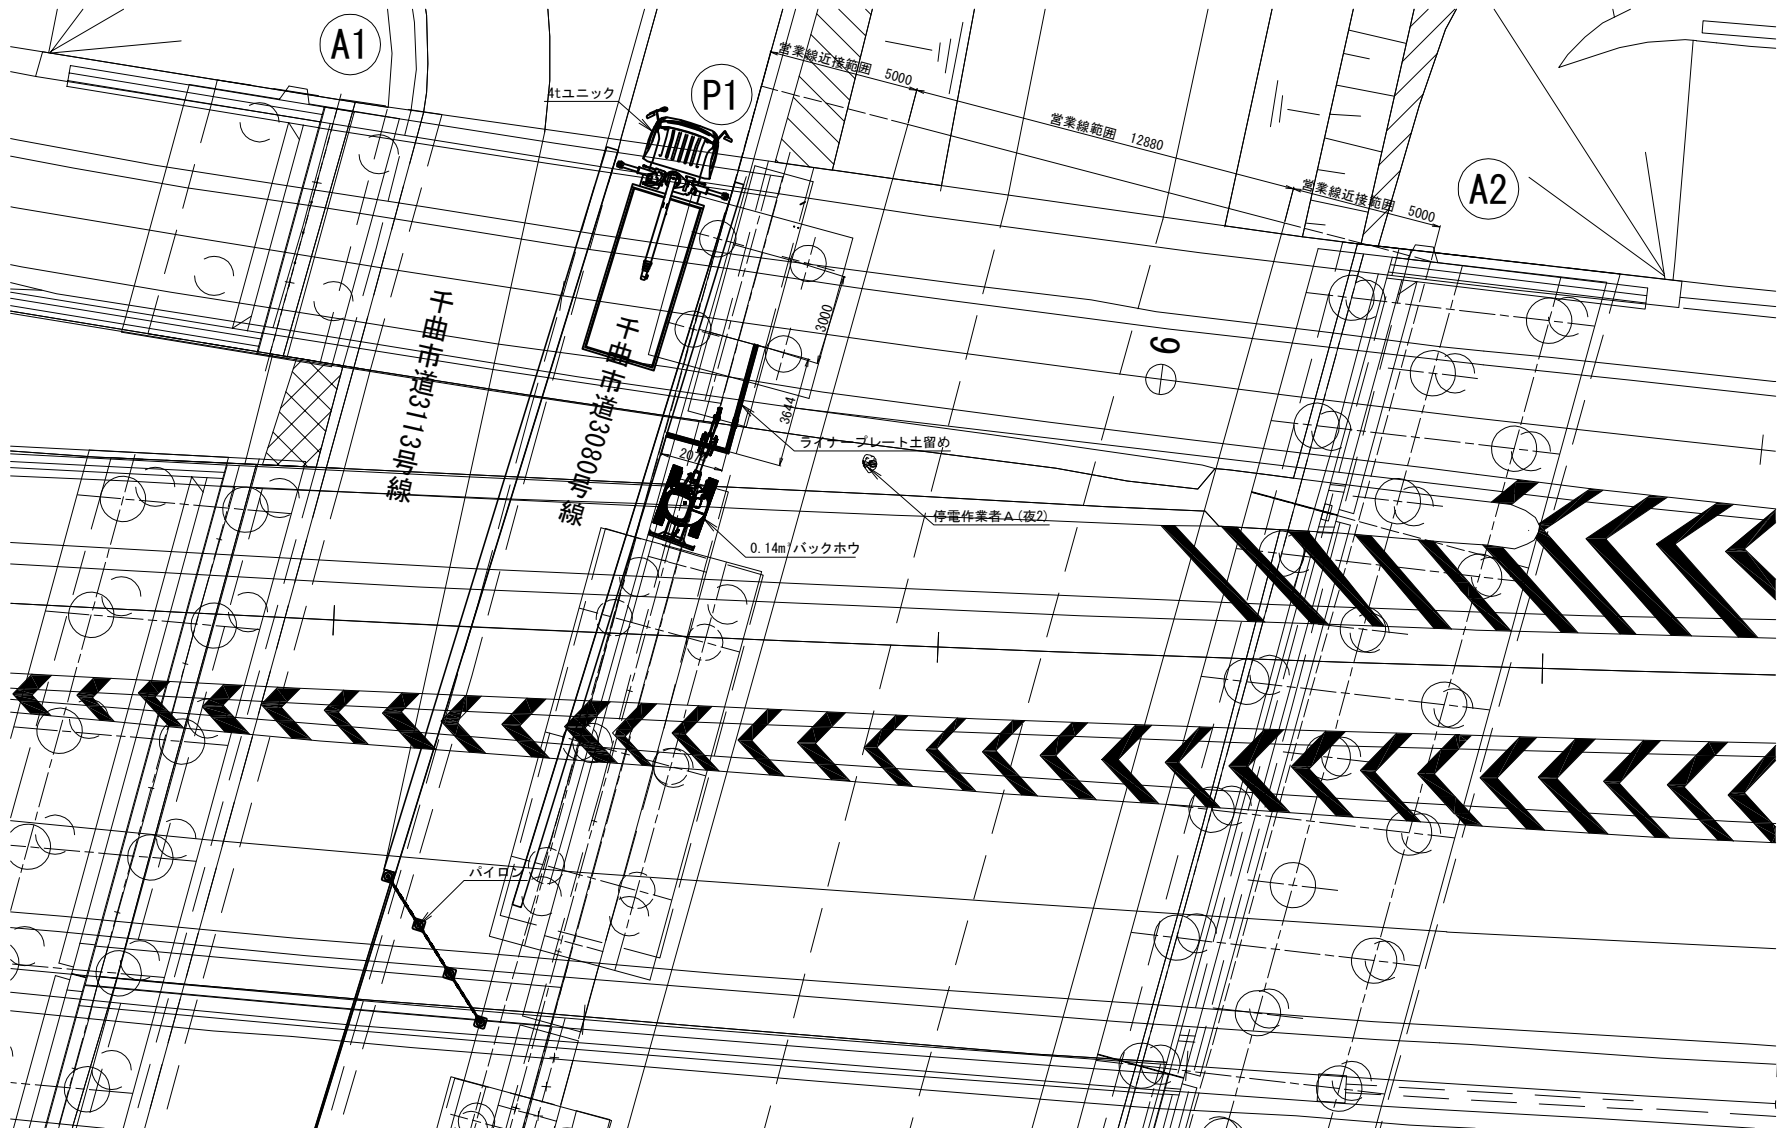 A1
P1
A2
営業線近接範囲 5000
営業線範囲 12880
営業線近接範囲 5000
4tユニック
千曲市道3113号線
千曲市道3080号線
3000
3644
9
ライナープレート土留め
停電作業者A(夜2)
0.14m³バックホウ
パイロン